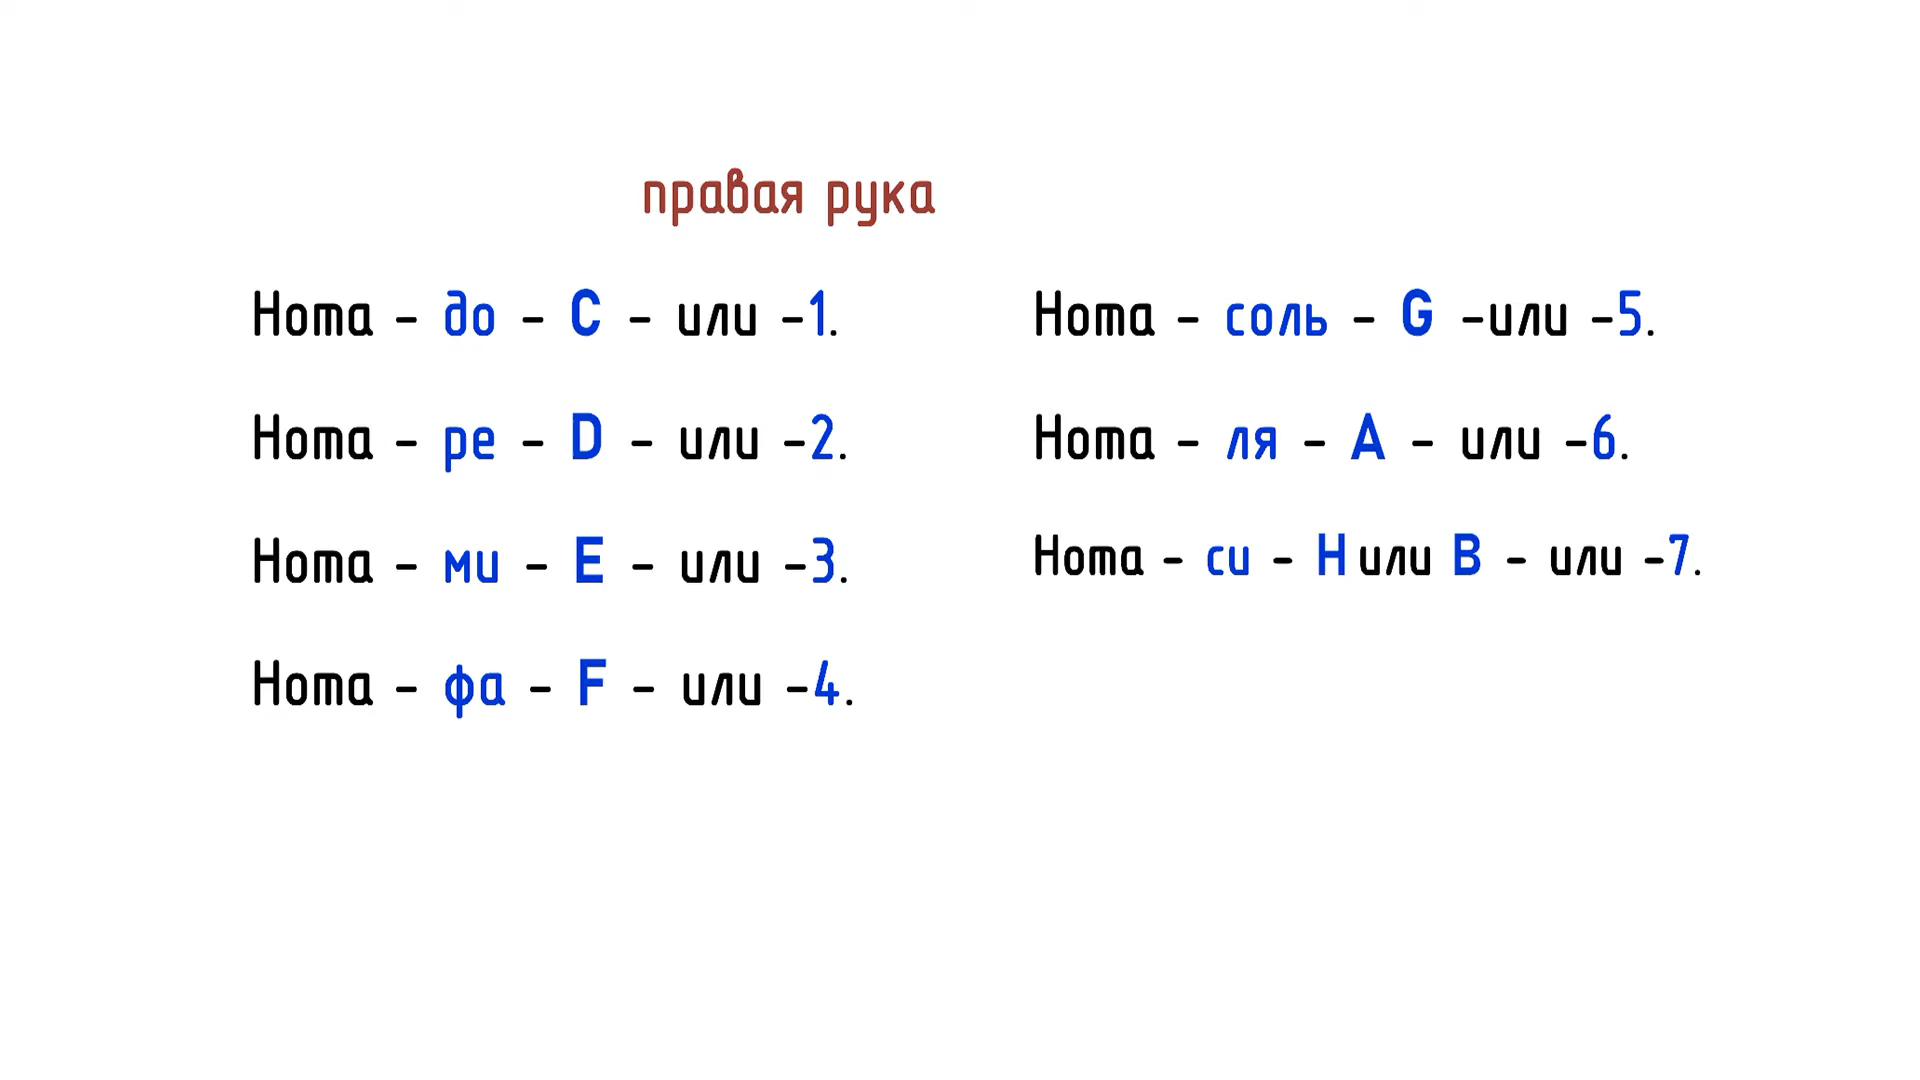 правая рука
Нота - до - C - или -1.
Нота - ре - D - или -2.
Нота - ми - E - или -3.
Нота - фа - F - или -4.
Нота - соль - G -или -5.
Нота - ля - A - или -6.
Нота - си - H или B - или -7.